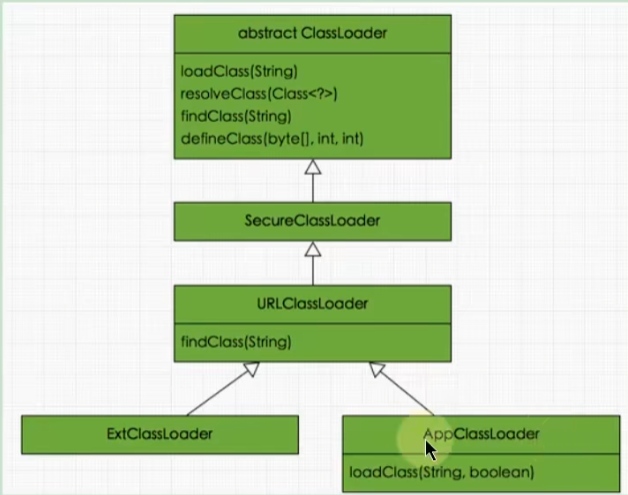 abstract ClassLoader
loadClass(String)
resolveClass(Class<?>)
findClass(String)
defineClass(byte[], int, int)
SecureClassLoader
URLClassLoader
findClass(String)
ExtClassLoader
AppClassLoader
loadClass(String, boolean)